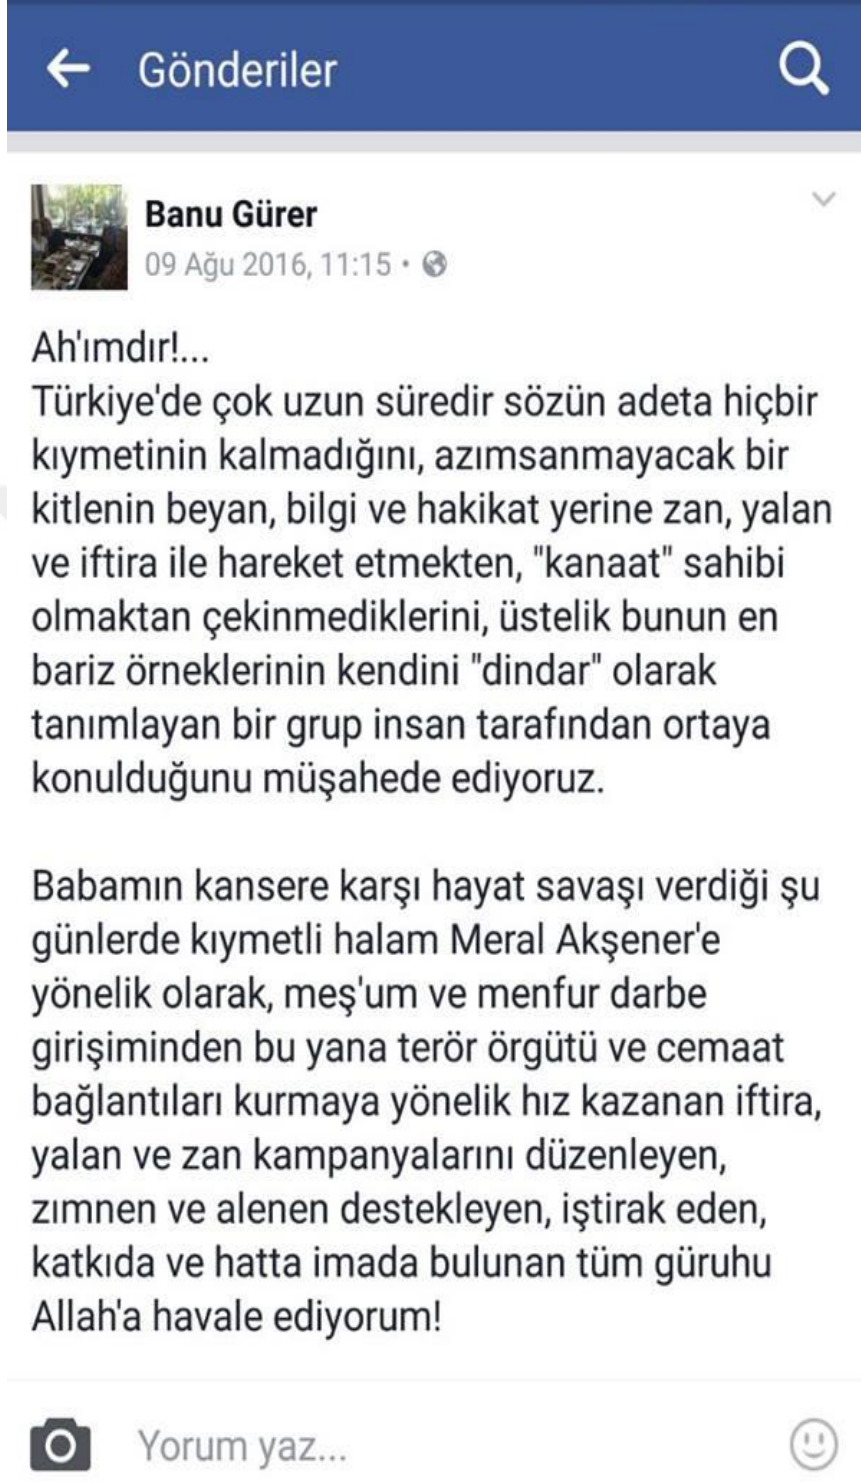 Gönderiler
Banu Gürer
09 Ağu 2016, 11:15 •
Ah'ımdır!...
Türkiye'de çok uzun süredir sözün adeta hiçbir
kıymetinin kalmadığını, azımsanmayacak bir
kitlenin beyan, bilgi ve hakikat yerine zan, yalan
ve iftira ile hareket etmekten, "kanaat" sahibi
olmaktan çekinmediklerini, üstelik bunun en
bariz örneklerinin kendini "dindar" olarak
tanımlayan bir grup insan tarafından ortaya
konulduğunu müşahede ediyoruz.
Babamın kansere karşı hayat savaşı verdiği şu
günlerde kıymetli halam Meral Akşener'e
yönelik olarak, meş'um ve menfur darbe
girişiminden bu yana terör örgütü ve cemaat
bağlantıları kurmaya yönelik hız kazanan iftira,
yalan ve zan kampanyalarını düzenleyen,
zımnen ve alenen destekleyen, iştirak eden,
katkıda ve hatta imada bulunan tüm güruhu
Allah'a havale ediyorum!
Yorum yaz...